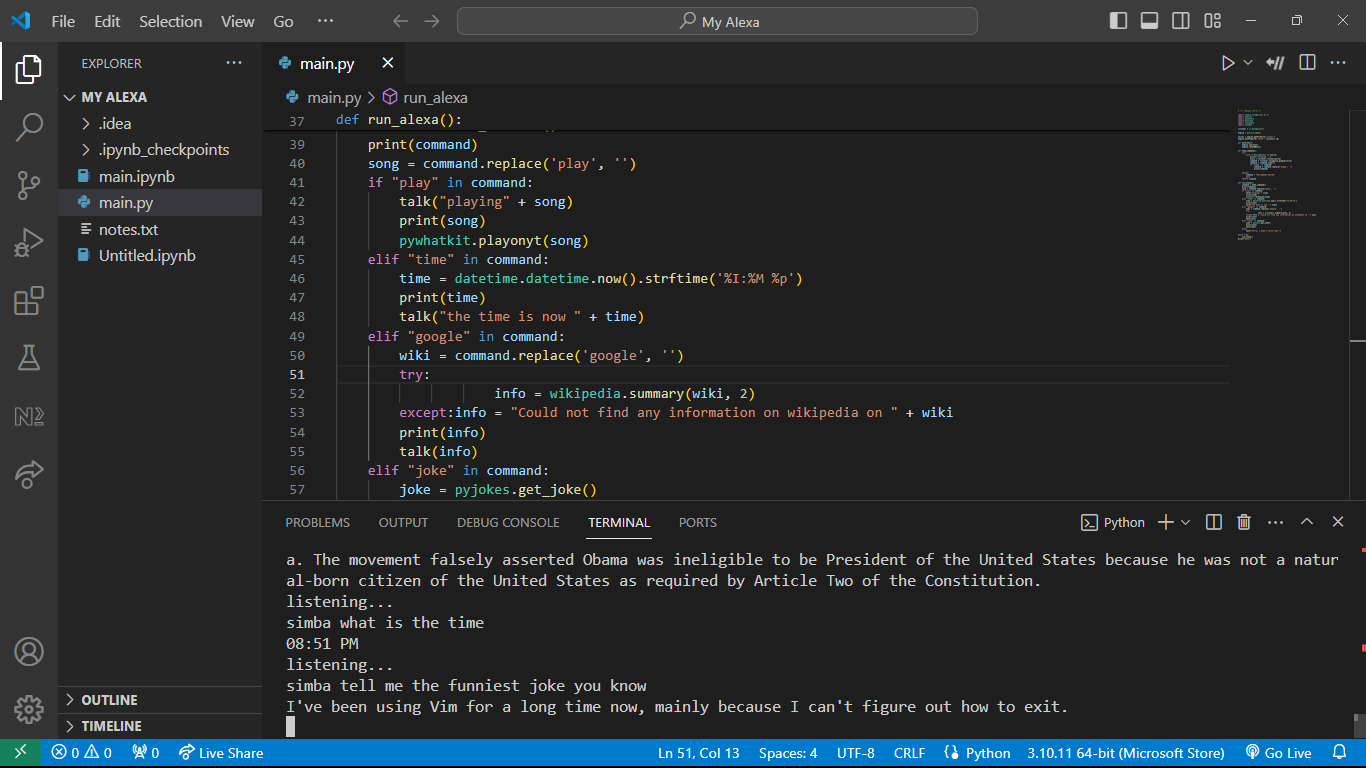 File Edit Selection View Go ··· My Alexa
EXPLORER ···
MY ALEXA
.idea
.ipynb_checkpoints
main.ipynb
main.py
notes.txt
Untitled.ipynb
OUTLINE
TIMELINE
main.py
main.py > run_alexa
37 def run_alexa():
39 print(command)
40 song = command.replace('play', '')
41 if "play" in command:
42 talk("playing" + song)
43 print(song)
44 pywhatkit.playonyt(song)
45 elif "time" in command:
46 time = datetime.datetime.now().strftime('%I:%M %p')
47 print(time)
48 talk("the time is now " + time)
49 elif "google" in command:
50 wiki = command.replace('google', '')
51 try:
52 info = wikipedia.summary(wiki, 2)
53 except:info = "Could not find any information on wikipedia on " + wiki
54 print(info)
55 talk(info)
56 elif "joke" in command:
57 joke = pyjokes.get_joke()
PROBLEMS OUTPUT DEBUG CONSOLE TERMINAL PORTS Python
a. The movement falsely asserted Obama was ineligible to be President of the United States because he was not a natur
al-born citizen of the United States as required by Article Two of the Constitution.
listening...
simba what is the time
08:51 PM
listening...
simba tell me the funniest joke you know
I've been using Vim for a long time now, mainly because I can't figure out how to exit.
0 0 0 Live Share Ln 51, Col 13 Spaces: 4 UTF-8 CRLF Python 3.10.11 64-bit (Microsoft Store) Go Live